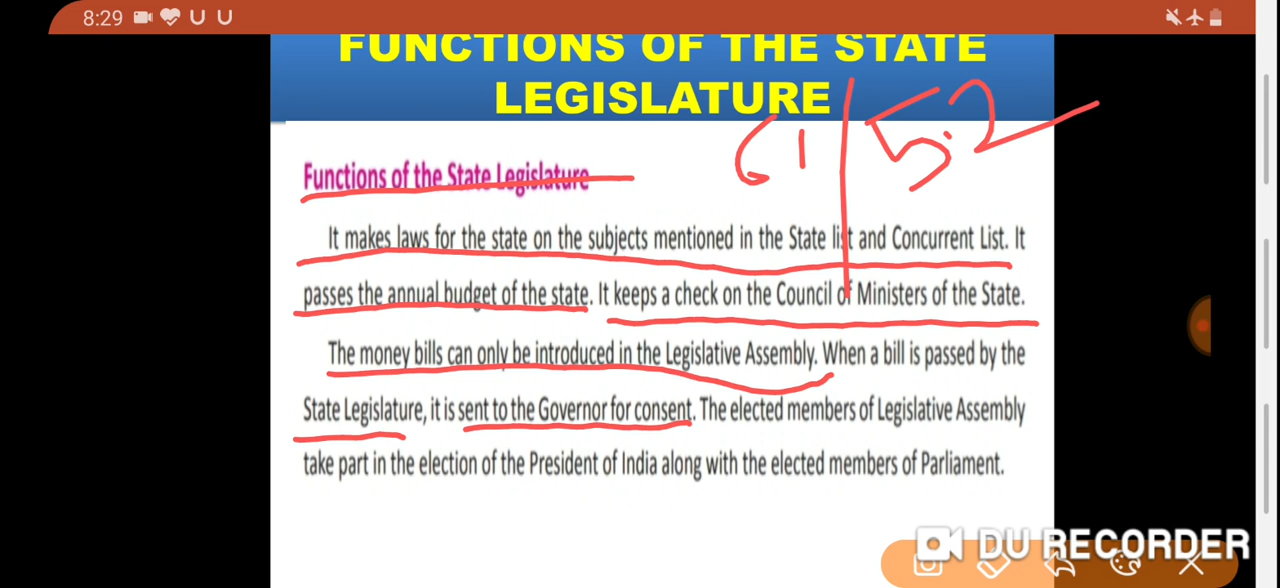 8:29
FUNCTIONS OF THE STATE
LEGISLATURE
61 52
Functions of the State Legislature
It makes laws for the state on the subjects mentioned in the State list and Concurrent List. It
passes the annual budget of the state. It keeps a check on the Council of Ministers of the State.
The money bills can only be introduced in the Legislative Assembly. When a bill is passed by the
State Legislature, it is sent to the Governor for consent. The elected members of Legislative Assembly
take part in the election of the President of India along with the elected members of Parliament.
DU RECORDER